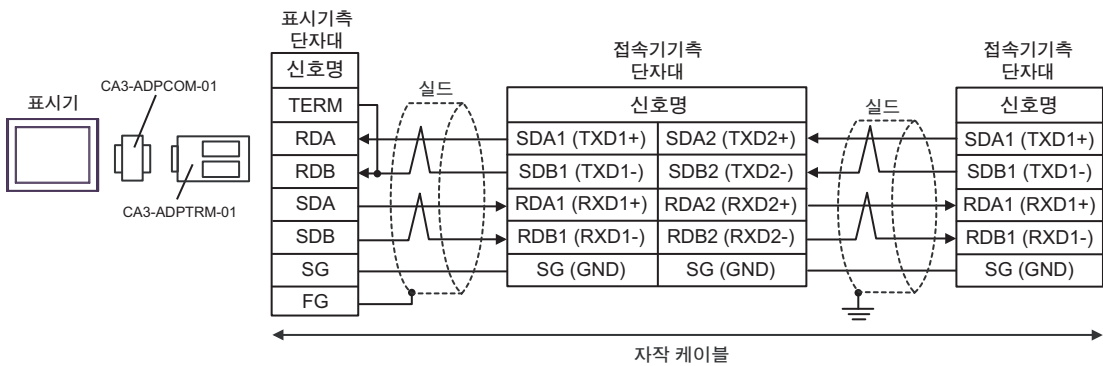 표시기
CA3-ADPCOM-01
CA3-ADPTRM-01
표시기측
단자대
신호명
TERM
RDA
RDB
SDA
SDB
SG
FG
실드
접속기기측
단자대
신호명
SDA1 (TXD1+) SDA2 (TXD2+)
SDB1 (TXD1-) SDB2 (TXD2-)
RDA1 (RXD1+) RDA2 (RXD2+)
RDB1 (RXD1-) RDB2 (RXD2-)
SG (GND) SG (GND)
실드
접속기기측
단자대
신호명
SDA1 (TXD1+)
SDB1 (TXD1-)
RDA1 (RXD1+)
RDB1 (RXD1-)
SG (GND)
자작 케이블